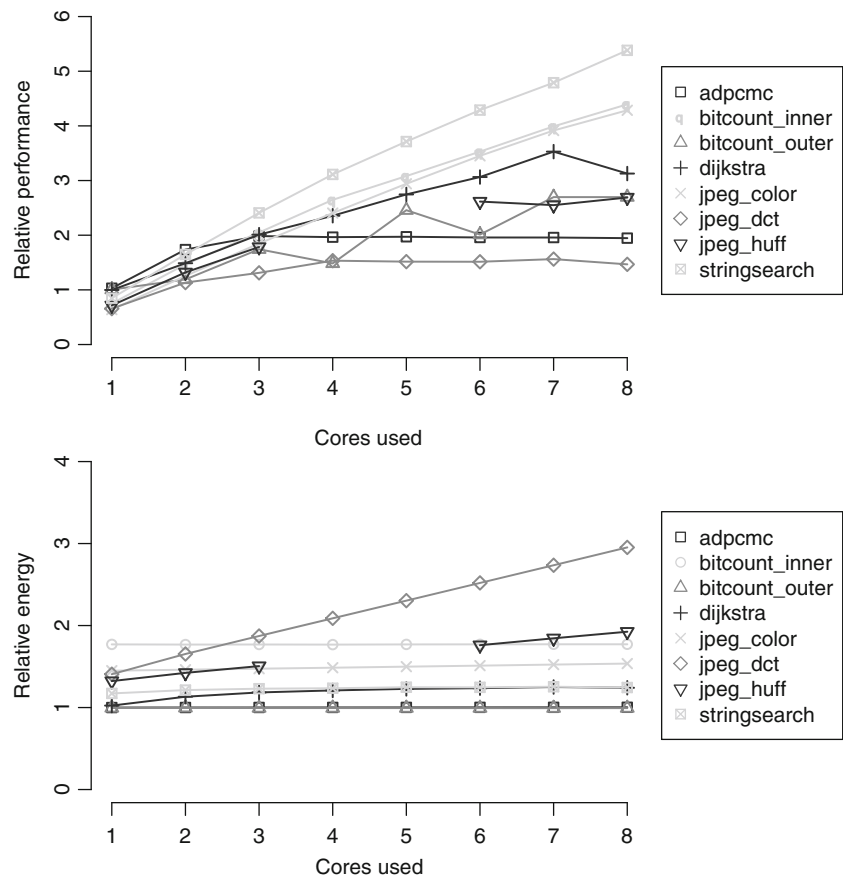 Relative performance
6
5
4
3
2
1
0
1 2 3 4 5 6 7 8
Cores used
adpcmc
bitcount_inner
bitcount_outer
dijkstra
jpeg_color
jpeg_dct
jpeg_huff
stringsearch
Relative energy
4
3
2
1
0
1 2 3 4 5 6 7 8
Cores used
adpcmc
bitcount_inner
bitcount_outer
dijkstra
jpeg_color
jpeg_dct
jpeg_huff
stringsearch